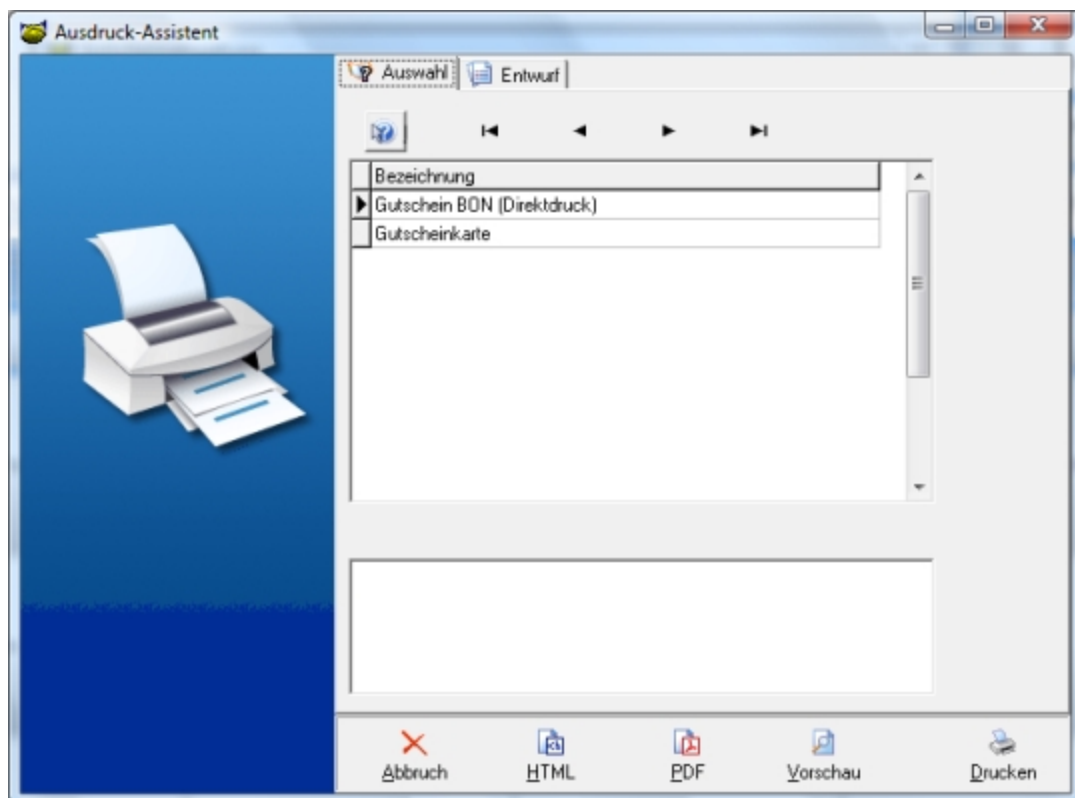 Ausdruck-Assistent
Auswahl Entwurf
Bezeichnung
Gutschein BON (Direktdruck)
Gutscheinkarte
Abbruch HTML PDF Vorschau Drucken